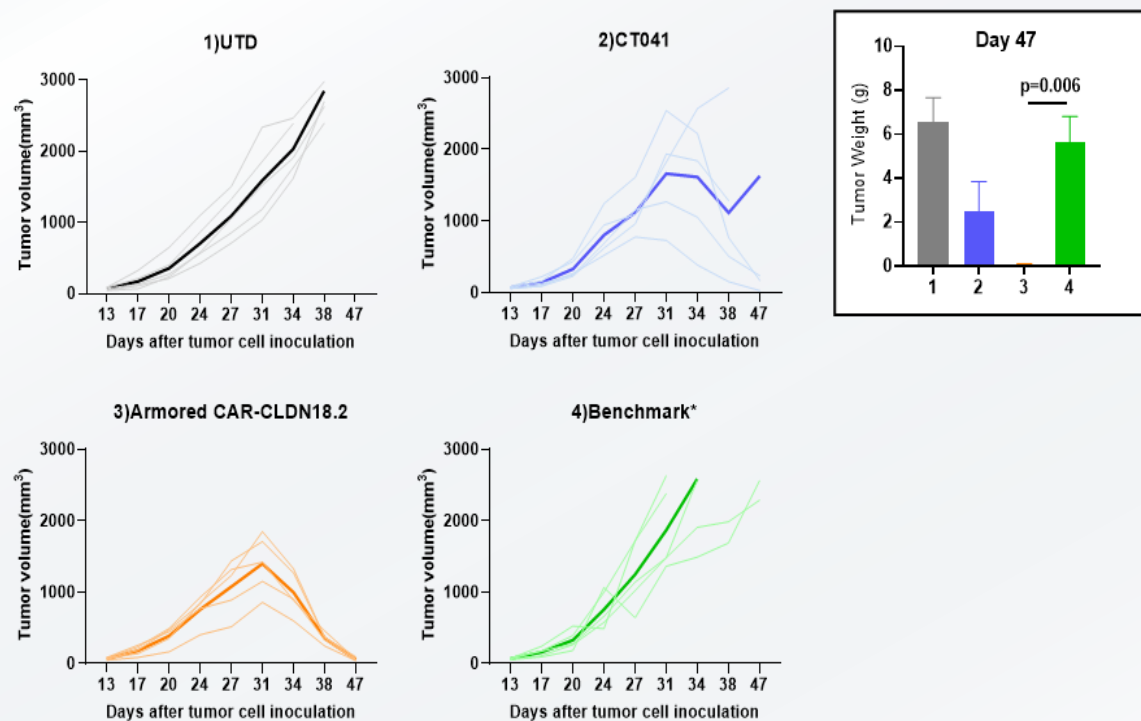 1)UTD
Tumor volume(mm3)
3000
2000
1000
0
13 17 20 24 27 31 34 38 47
Days after tumor cell inoculation
2)CT041
Tumor volume(mm3)
3000
2000
1000
0
13 17 20 24 27 31 34 38 47
Days after tumor cell inoculation
Day 47
Tumor Weight (g)
10
8
6
4
2
0
p=0.006
1 2 3 4
3)Armored CAR-CLDN18.2
Tumor volume(mm3)
3000
2000
1000
0
13 17 20 24 27 31 34 38 47
Days after tumor cell inoculation
4)Benchmark*
Tumor volume(mm3)
3000
2000
1000
0
13 17 20 24 27 31 34 38 47
Days after tumor cell inoculation